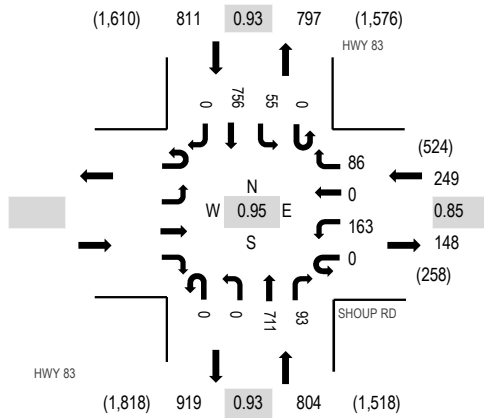 (1,610) 811 0.93 797 (1,576)
HWY 83
0 756 55 0
86
(524)
249
0
N
W 0.95 E
0.85
S
163
148
0
(258)
0 0 711 93
SHOUP RD
HWY 83
(1,818) 919 0.93 804 (1,518)